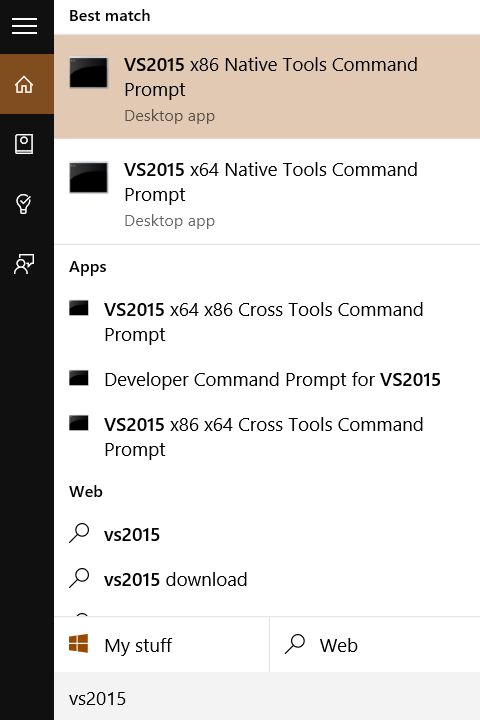 Best match
VS2015 x86 Native Tools Command
Prompt
Desktop app
VS2015 x64 Native Tools Command
Prompt
Desktop app
Apps
VS2015 x64 x86 Cross Tools Command
Prompt
Developer Command Prompt for VS2015
VS2015 x86 x64 Cross Tools Command
Prompt
Web
vs2015
vs2015 download
My stuff
Web
vs2015